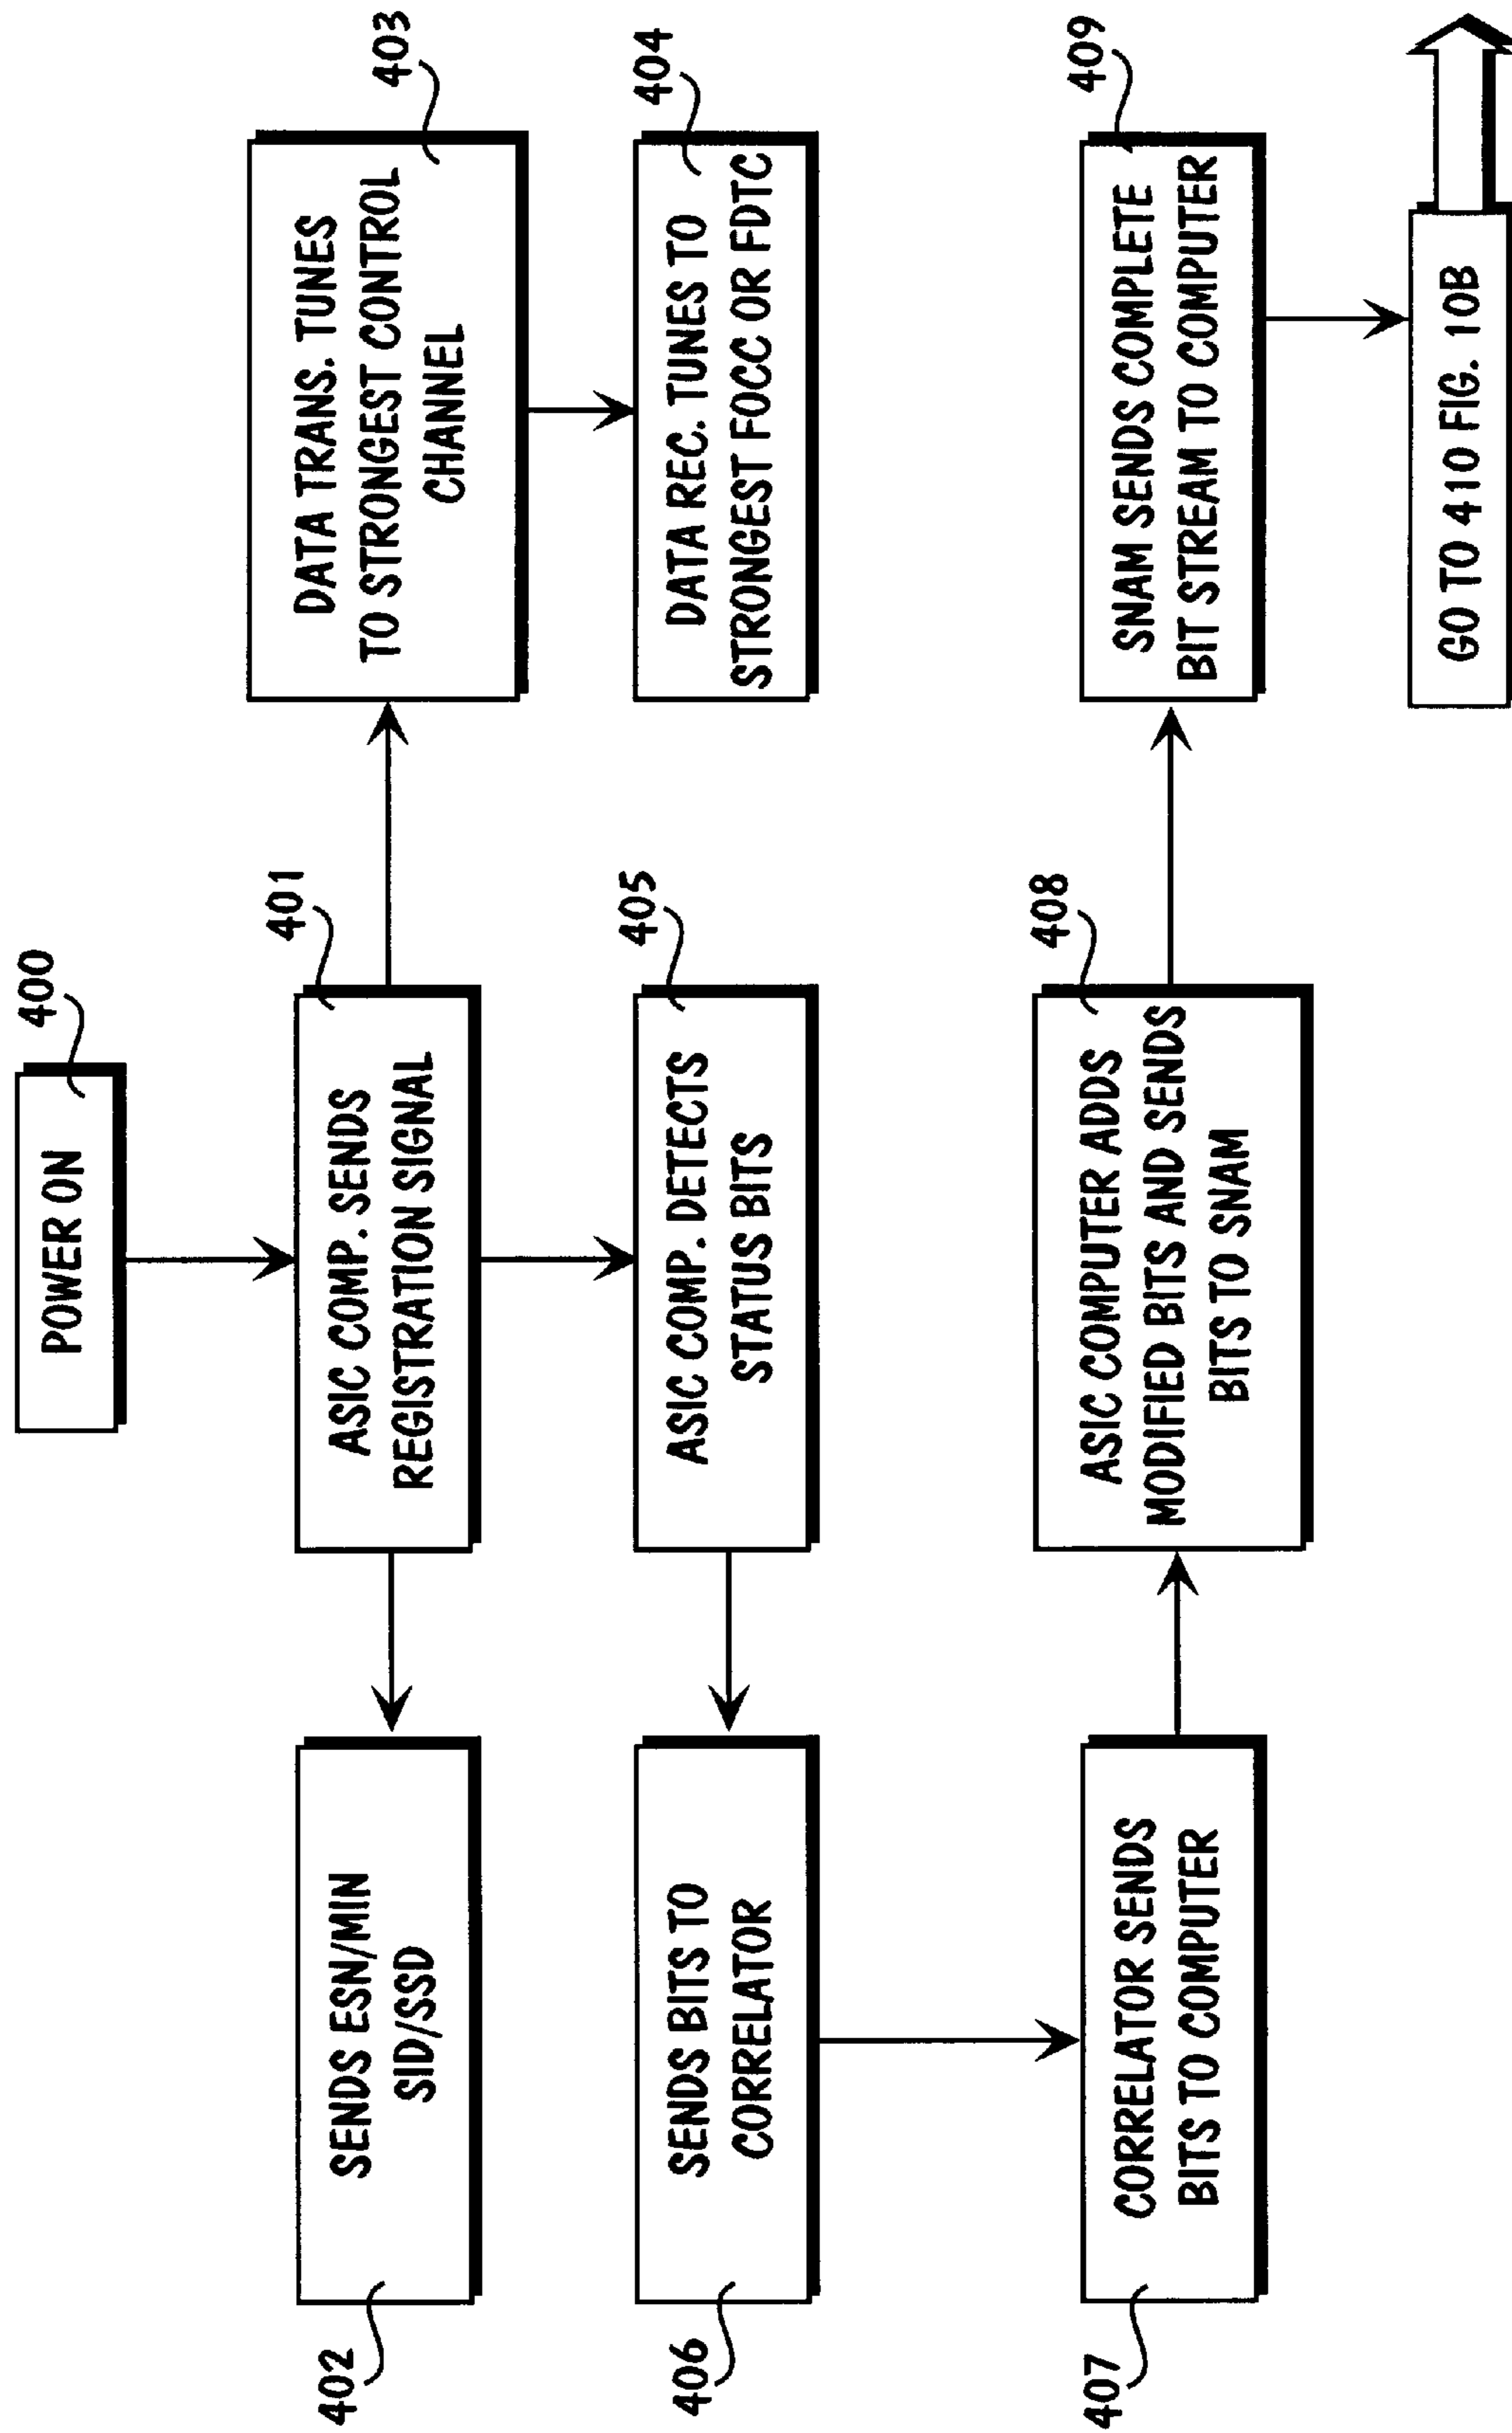 400
POWER ON
401
ASIC COMP. SENDS
REGISTRATION SIGNAL
402
SENDS ESN/MIN
SID/SSD
403
DATA TRANS. TUNES
TO STRONGEST CONTROL
CHANNEL
404
DATA REC. TUNES TO
STRONGEST FOCC OR FDTC
405
ASIC COMP. DETECTS
STATUS BITS
406
SENDS BITS TO
CORRELATOR
407
CORRELATOR SENDS
BITS TO COMPUTER
408
ASIC COMPUTER ADDS
MODIFIED BITS AND SENDS
BITS TO SNAM
409
SNAM SENDS COMPLETE
BIT STREAM TO COMPUTER
GO TO 410 FIG. 10B